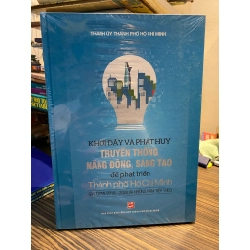 THÀNH ỦY THÀNH PHỐ HỒ CHÍ MINH
KHƠI DẬY VÀ PHÁT HUY
TRUYỀN THỐNG
NĂNG ĐỘNG, SÁNG TẠO
để phát triển
Thành phố Hồ Chí Minh